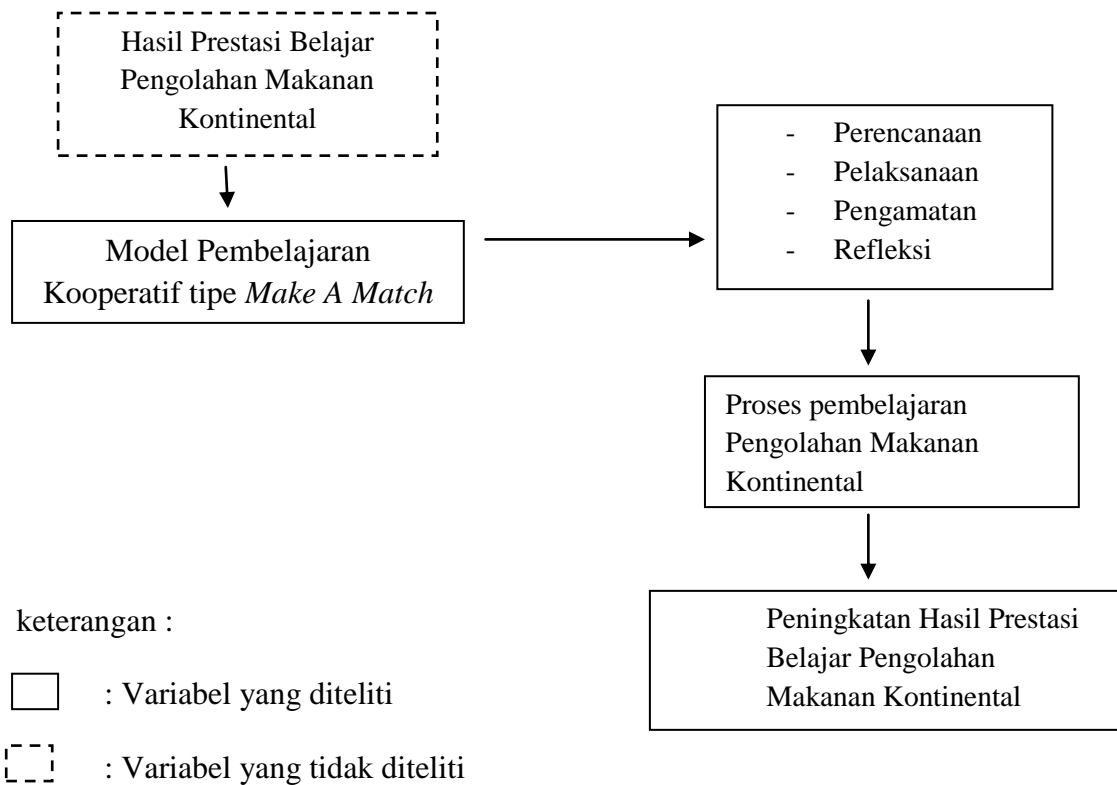 Hasil Prestasi Belajar
Pengolahan Makanan
Kontinental
Model Pembelajaran
Kooperatif tipe Make A Match
- Perencanaan
- Pelaksanaan
- Pengamatan
- Refleksi
Proses pembelajaran
Pengolahan Makanan
Kontinental
Peningkatan Hasil Prestasi
Belajar Pengolahan
Makanan Kontinental
keterangan :
: Variabel yang diteliti
: Variabel yang tidak diteliti